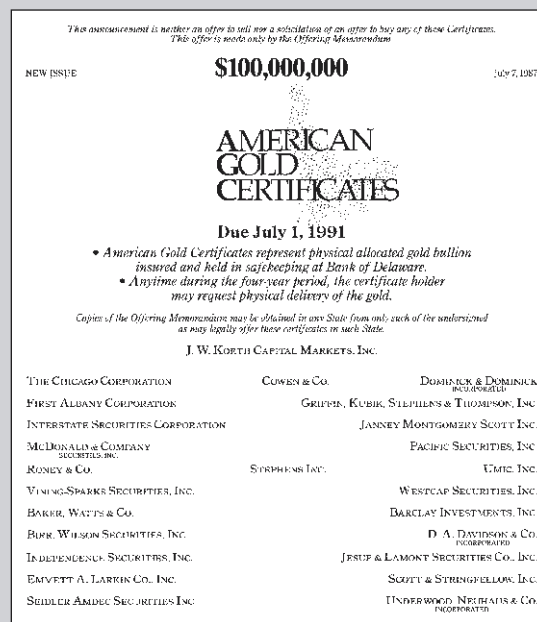 This announcement is neither an offer to sell nor a solicitation of an offer to buy any of these Certificates.
This offer is made only by the Offering Memorandum
NEW ISSUE $100,000,000 July 7, 1987
AMERICAN
GOLD
CERTIFICATES
Due July 1, 1991
• American Gold Certificates represent physical allocated gold bullion
insured and held in safekeeping at Bank of Delaware.
• Anytime during the four-year period, the certificate holder
may request physical delivery of the gold.
Copies of the Offering Memorandum may be obtained in any State from only such of the undersigned
as may legally offer these certificates in such State.
J. W. KORTH CAPITAL MARKETS, INC.
THE CHICAGO CORPORATION COWEN & CO. DOMINICK & DOMINICK
INCORPORATED
FIRST ALBANY CORPORATION GRIFFIN, KUBIK, STEPHENS & THOMPSON, INC
INTERSTATE SECURITIES CORPORATION JANNEY MONTGOMERY SCOTT INC.
MCDONALD & COMPANY PACIFIC SECURITIES, INC
SECURITIES, INC.
RONEY & CO. STEPHENS INC. UMIC, INC.
VINING-SPARKS SECURITIES, INC. WESTCAP SECURITIES, INC.
BAKER, WATTS & CO. BARCLAY INVESTMENTS, INC.
BIRR, WILSON SECURITIES, INC D. A. DAVIDSON & CO.
INCORPORATED
INDEPENDENCE SECURITIES, INC. JESUP & LAMONT SECURITIES CO., INC.
EMMETT A. LARKIN CO., INC. SCOTT & STRINGFELLOW, INC.
SEIDLER AMDEC SECURITIES INC UNDERWOOD, NEUHAUS & CO.
INCORPORATED